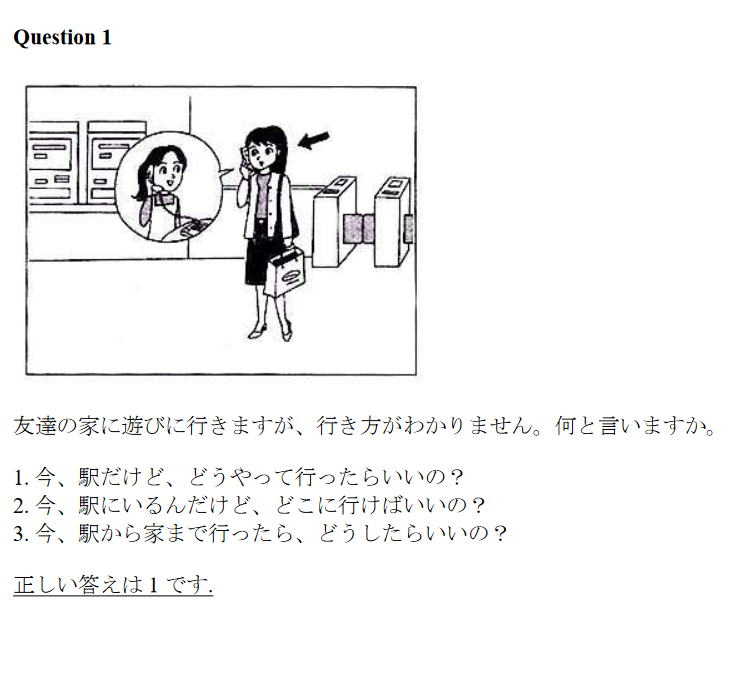 Question 1
友達の家に遊びに行きますが、行き方がわかりません。何と言いますか。
1. 今、駅だけど、どうやって行ったらいいの？
2. 今、駅にいるんだけど、どこに行けばいいの？
3. 今、駅から家まで行ったら、どうしたらいいの？
正しい答えは 1 です.